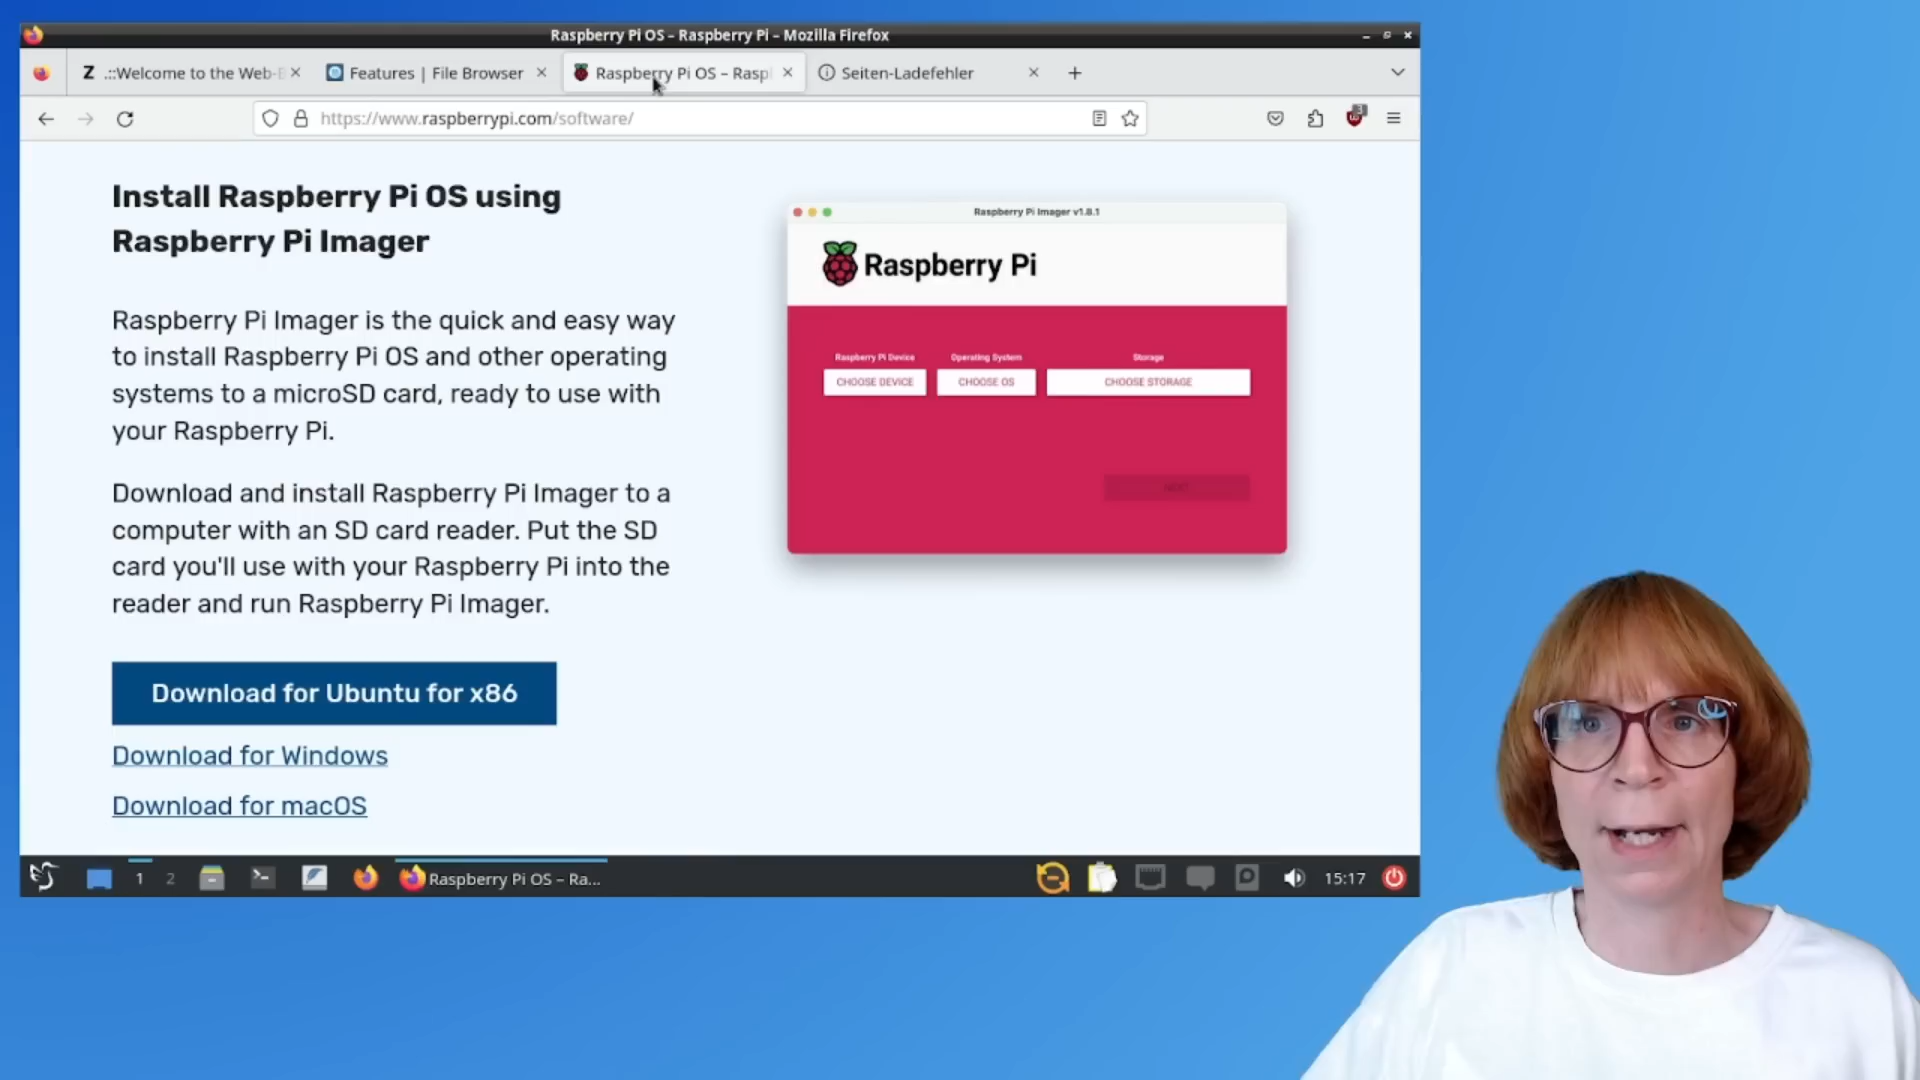 Raspberry Pi OS – Raspberry Pi – Mozilla Firefox
Z .::Welcome to the Web-B
Features | File Browser
Raspberry Pi OS – Rasp
Seiten-Ladefehler
https://www.raspberrypi.com/software/
3
Install Raspberry Pi OS using
Raspberry Pi Imager
Raspberry Pi Imager is the quick and easy way
to install Raspberry Pi OS and other operating
systems to a microSD card, ready to use with
your Raspberry Pi.
Download and install Raspberry Pi Imager to a
computer with an SD card reader. Put the SD
card you'll use with your Raspberry Pi into the
reader and run Raspberry Pi Imager.
Download for Ubuntu for x86
Download for Windows
Download for macOS
Raspberry Pi Imager v1.8.1
Raspberry Pi
Raspberry Pi Device
Operating System
Storage
CHOOSE DEVICE
CHOOSE OS
CHOOSE STORAGE
NEXT
1
2
Raspberry Pi OS – Ra...
15:17